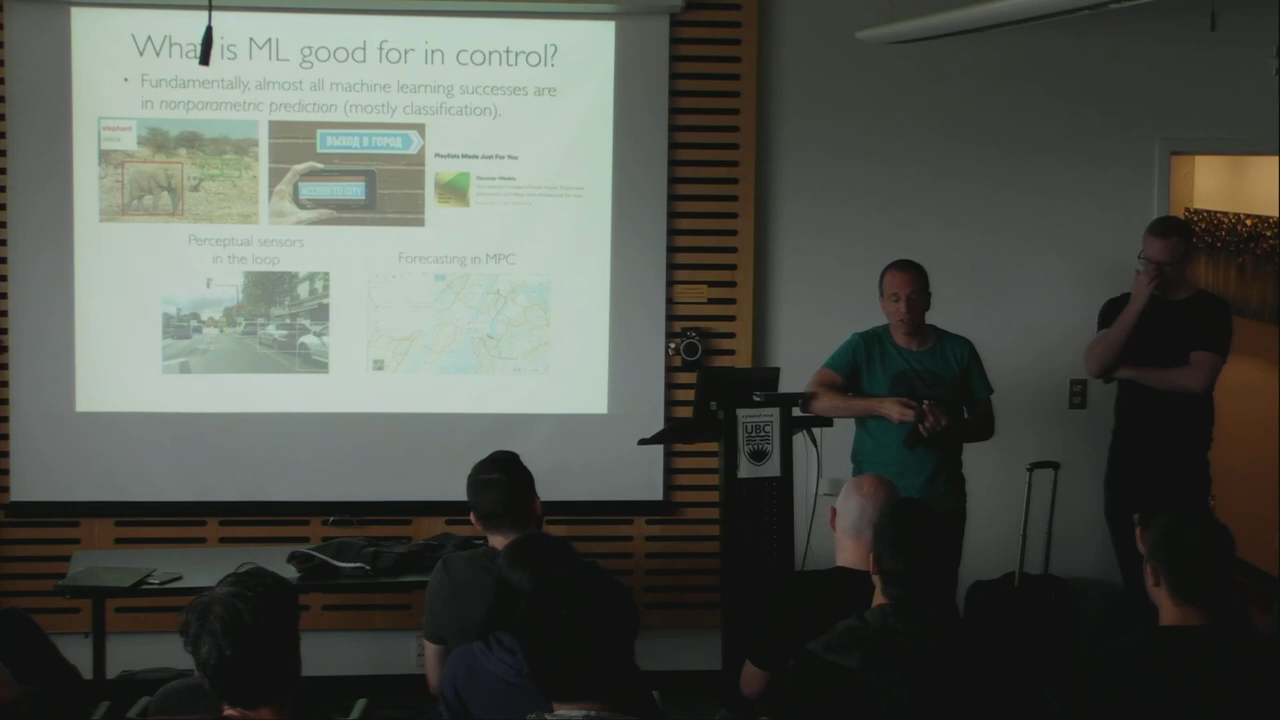 What is ML good for in control?
• Fundamentally, almost all machine learning successes are
in nonparametric prediction (mostly classification).
elephant
ВЫХОД В ГОРОД
ACCESS TO CITY
Playlists Made Just For You
Discover Weekly
Perceptual sensors
in the loop
Forecasting in MPC
UBC